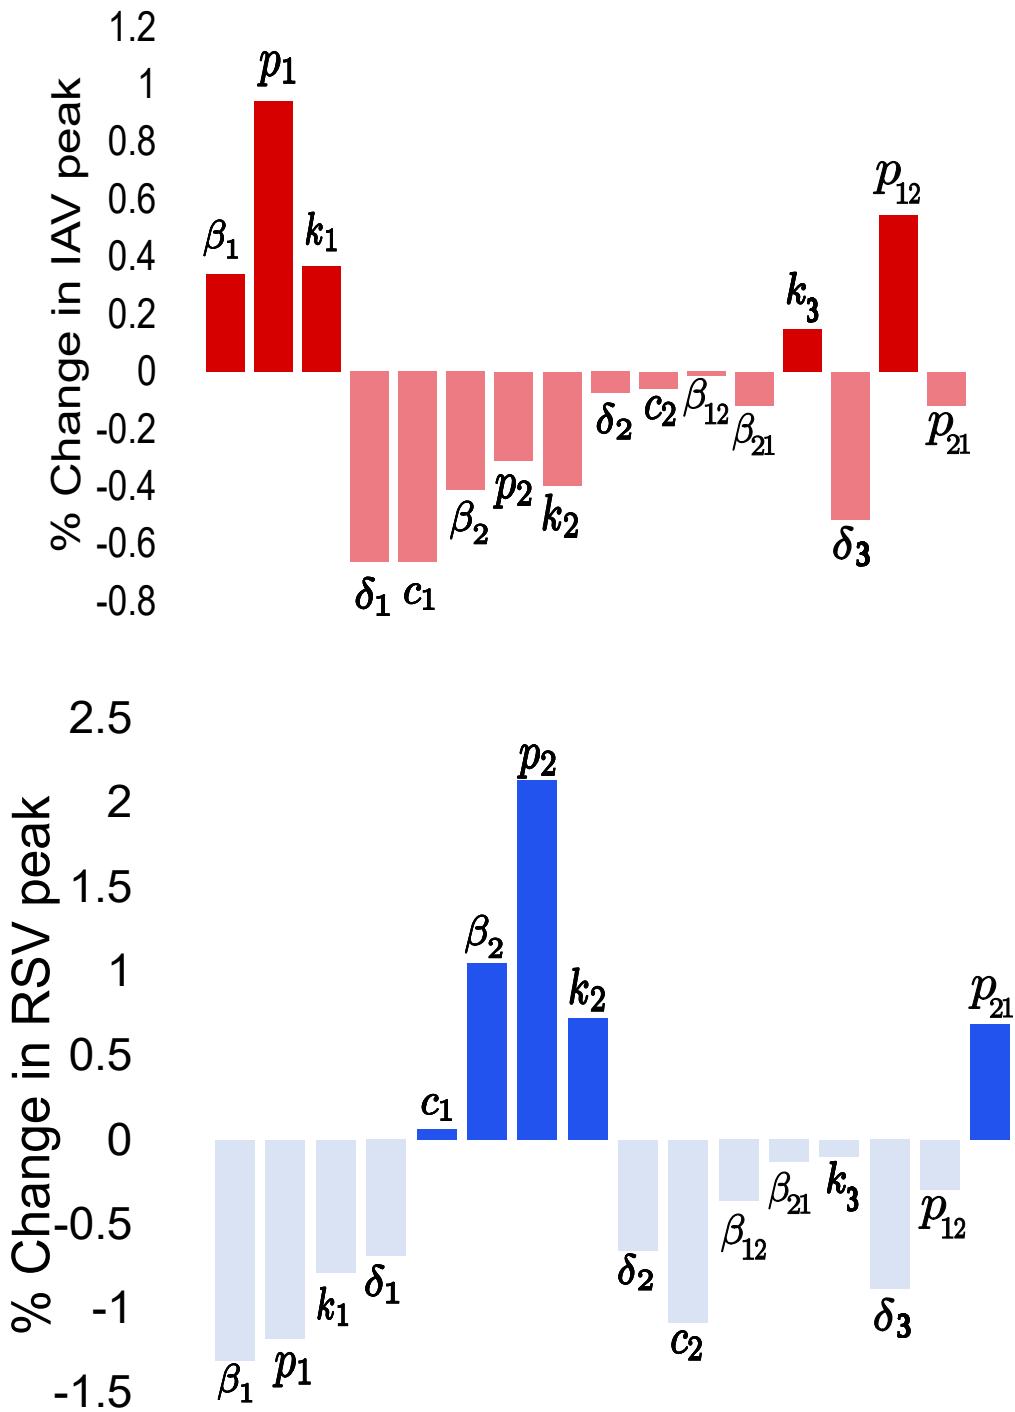 % Change in IAV peak
1.2
1
0.8
0.6
0.4
0.2
0
-0.2
-0.4
-0.6
-0.8
β₁
p₁
k₁
δ₁
c₁
β₂
p₂
k₂
δ₂
c₂
β₁₂
β₂₁
k₃
δ₃
p₁₂
p₂₁
% Change in RSV peak
2.5
2
1.5
1
0.5
0
-0.5
-1
-1.5
β₁
p₁
k₁
δ₁
c₁
β₂
p₂
k₂
δ₂
c₂
β₁₂
β₂₁
k₃
δ₃
p₁₂
p₂₁